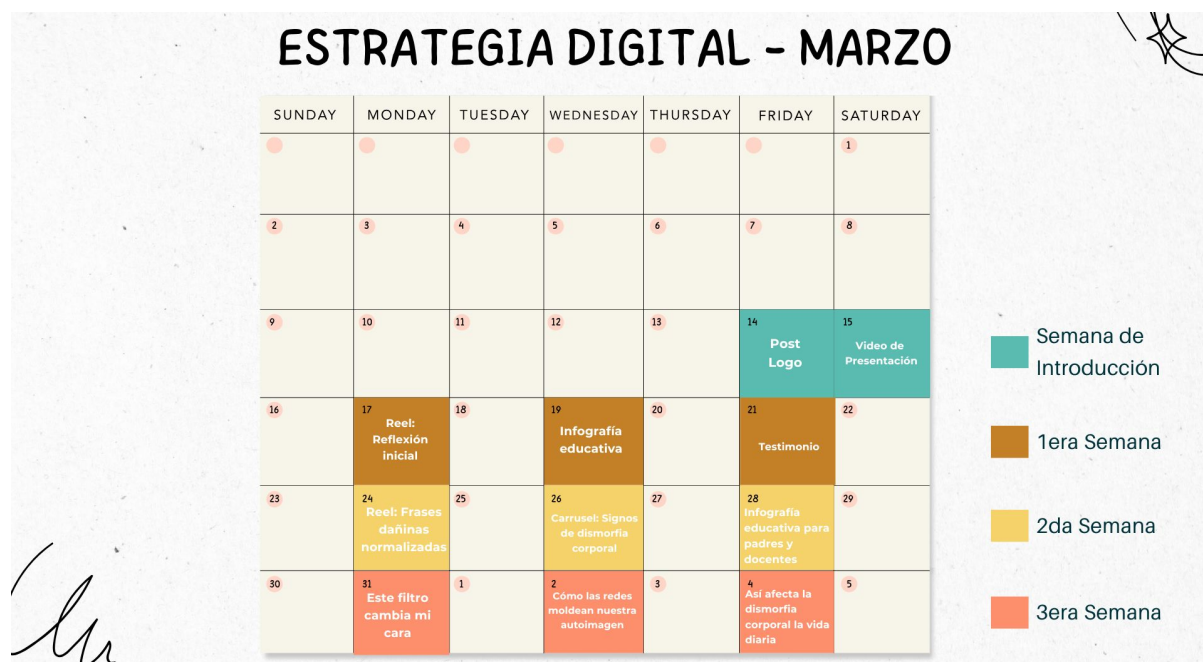 ESTRATEGIA DIGITAL - MARZO
SUNDAY MONDAY TUESDAY WEDNESDAY THURSDAY FRIDAY SATURDAY
1
2 3 4 5 6 7 8
9 10 11 12 13 14 15
Post
Logo
Video de
Presentación
16 17 18 19 20 21 22
Reel:
Reflexión
inicial
Infografía
educativa
Testimonio
23 24 25 26 27 28 29
Reel: Frases
dañinas
normalizadas
Carrusel: Signos
de dismorfia
corporal
Infografía
educativa para
padres y
docentes
30 31 1 2 3 4 5
Este filtro
cambia mi
cara
Cómo las redes
moldean nuestra
autoimagen
Así afecta la
dismorfia
corporal la vida
diaria
Semana de
Introducción
1era Semana
2da Semana
3era Semana